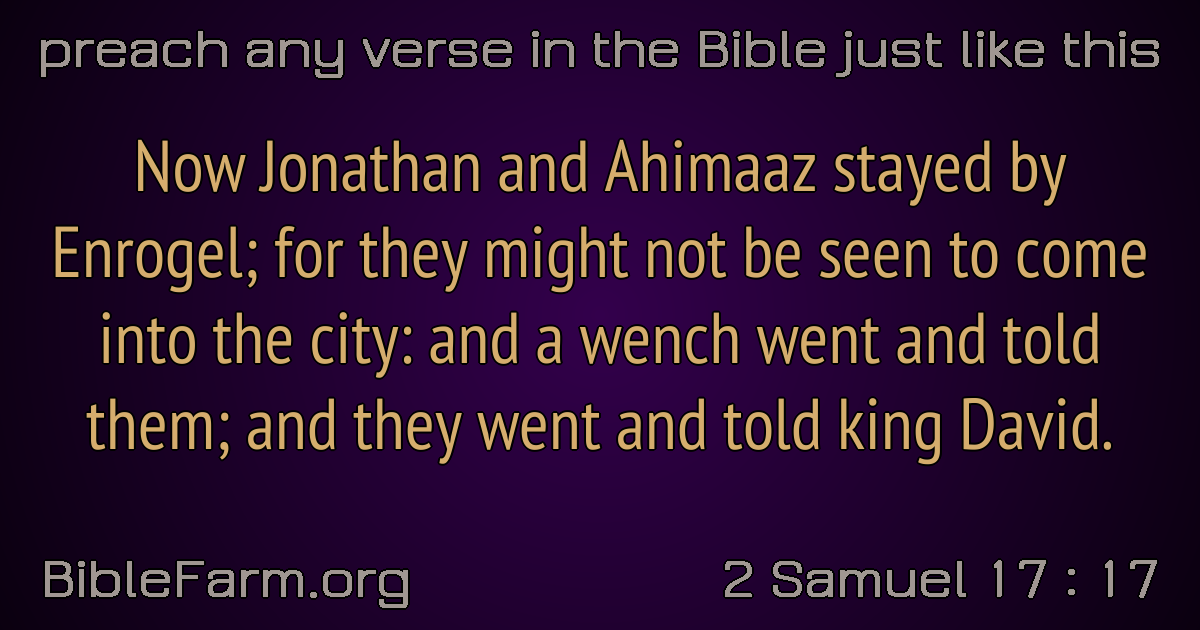 preach any verse in the Bible just like this
Now Jonathan and Ahimaaz stayed by
Enrogel; for they might not be seen to come
into the city: and a wench went and told
them; and they went and told king David.
BibleFarm.org
2 Samuel 17 : 17